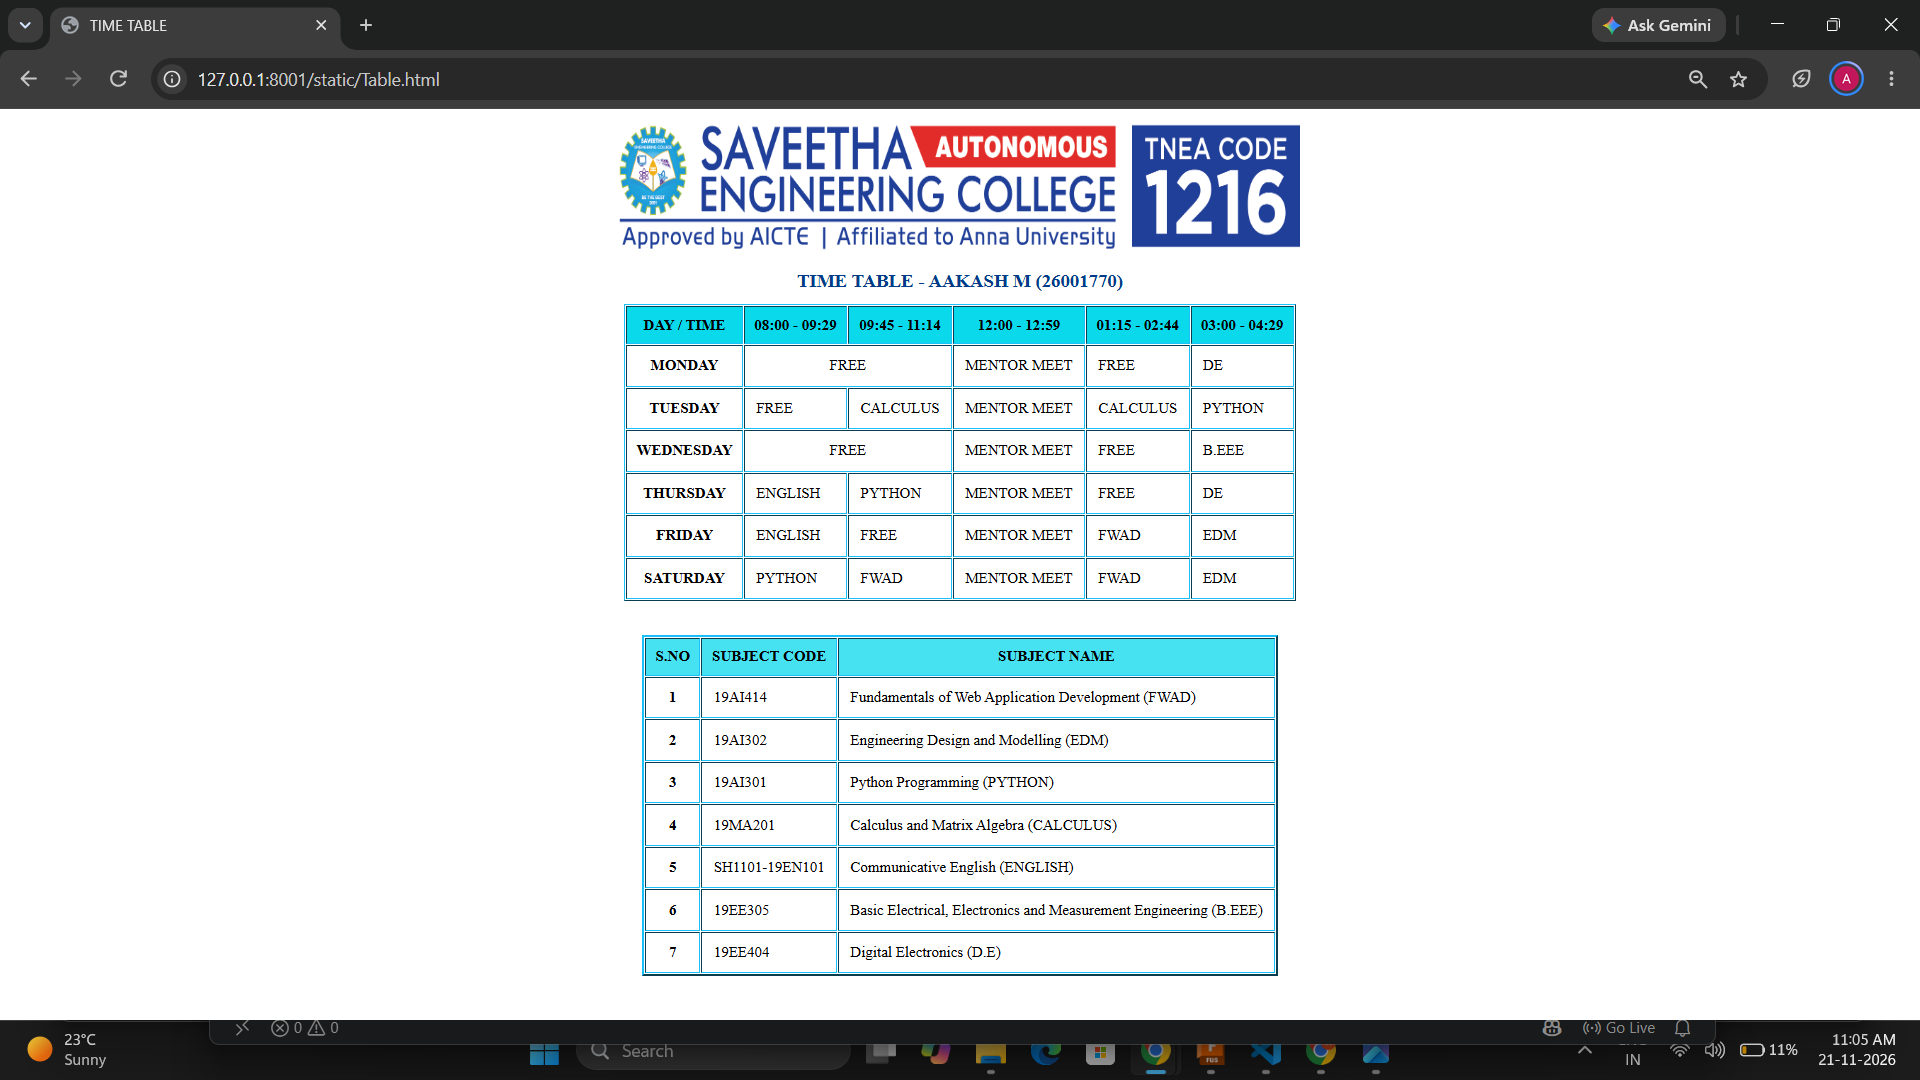 TIME TABLE
Ask Gemini
127.0.0.1:8001/static/Table.html
A
SAVEETHA AUTONOMOUS
ENGINEERING COLLEGE
Approved by AICTE | Affiliated to Anna University
TNEA CODE
1216
TIME TABLE - AAKASH M (26001770)
DAY / TIME 08:00 - 09:29 09:45 - 11:14 12:00 - 12:59 01:15 - 02:44 03:00 - 04:29
MONDAY FREE MENTOR MEET FREE DE
TUESDAY FREE CALCULUS MENTOR MEET CALCULUS PYTHON
WEDNESDAY FREE MENTOR MEET FREE B.EEE
THURSDAY ENGLISH PYTHON MENTOR MEET FREE DE
FRIDAY ENGLISH FREE MENTOR MEET FWAD EDM
SATURDAY PYTHON FWAD MENTOR MEET FWAD EDM
S.NO SUBJECT CODE SUBJECT NAME
1 19AI414 Fundamentals of Web Application Development (FWAD)
2 19AI302 Engineering Design and Modelling (EDM)
3 19AI301 Python Programming (PYTHON)
4 19MA201 Calculus and Matrix Algebra (CALCULUS)
5 SH1101-19EN101 Communicative English (ENGLISH)
6 19EE305 Basic Electrical, Electronics and Measurement Engineering (B.EEE)
7 19EE404 Digital Electronics (D.E)
0 0 Go Live
23°C
Sunny
Search
IN
11%
11:05 AM
21-11-2026